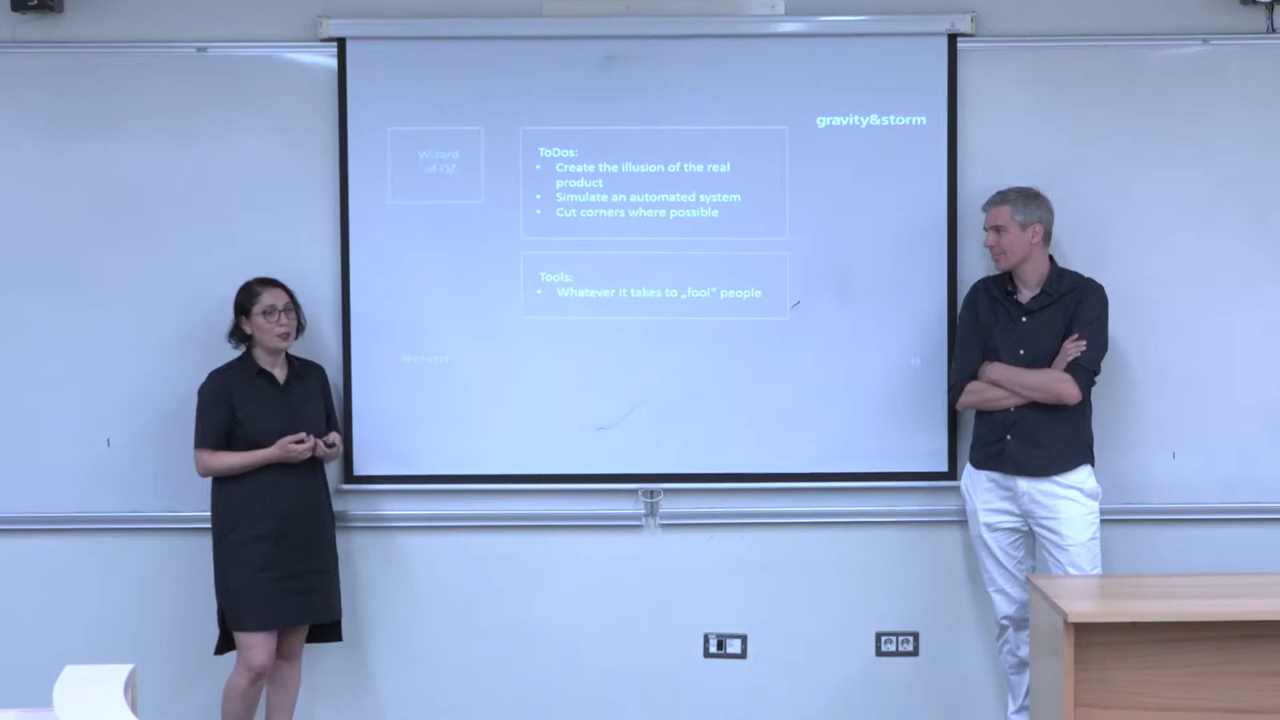 gravity&storm
Wizard
of OZ
ToDos:
• Create the illusion of the real
product
• Simulate an automated system
• Cut corners where possible
Tools:
• Whatever it takes to „fool" people